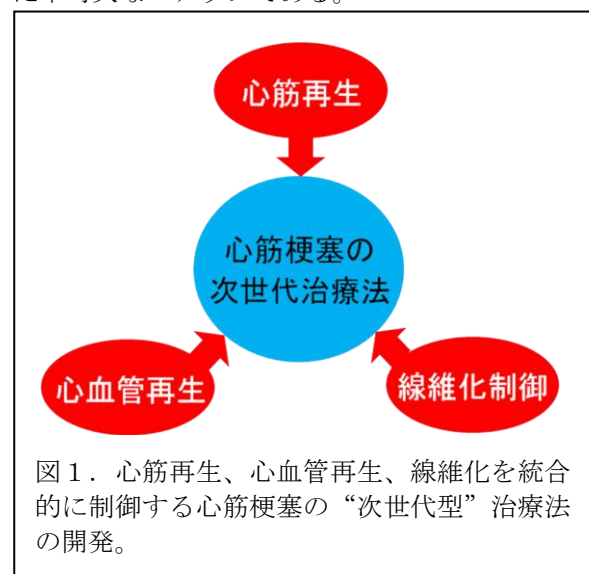 心筋再生
心筋梗塞の
次世代治療法
心血管再生
線維化制御
図1．心筋再生、心血管再生、線維化を統合
的に制御する心筋梗塞の“次世代型”治療法
の開発。